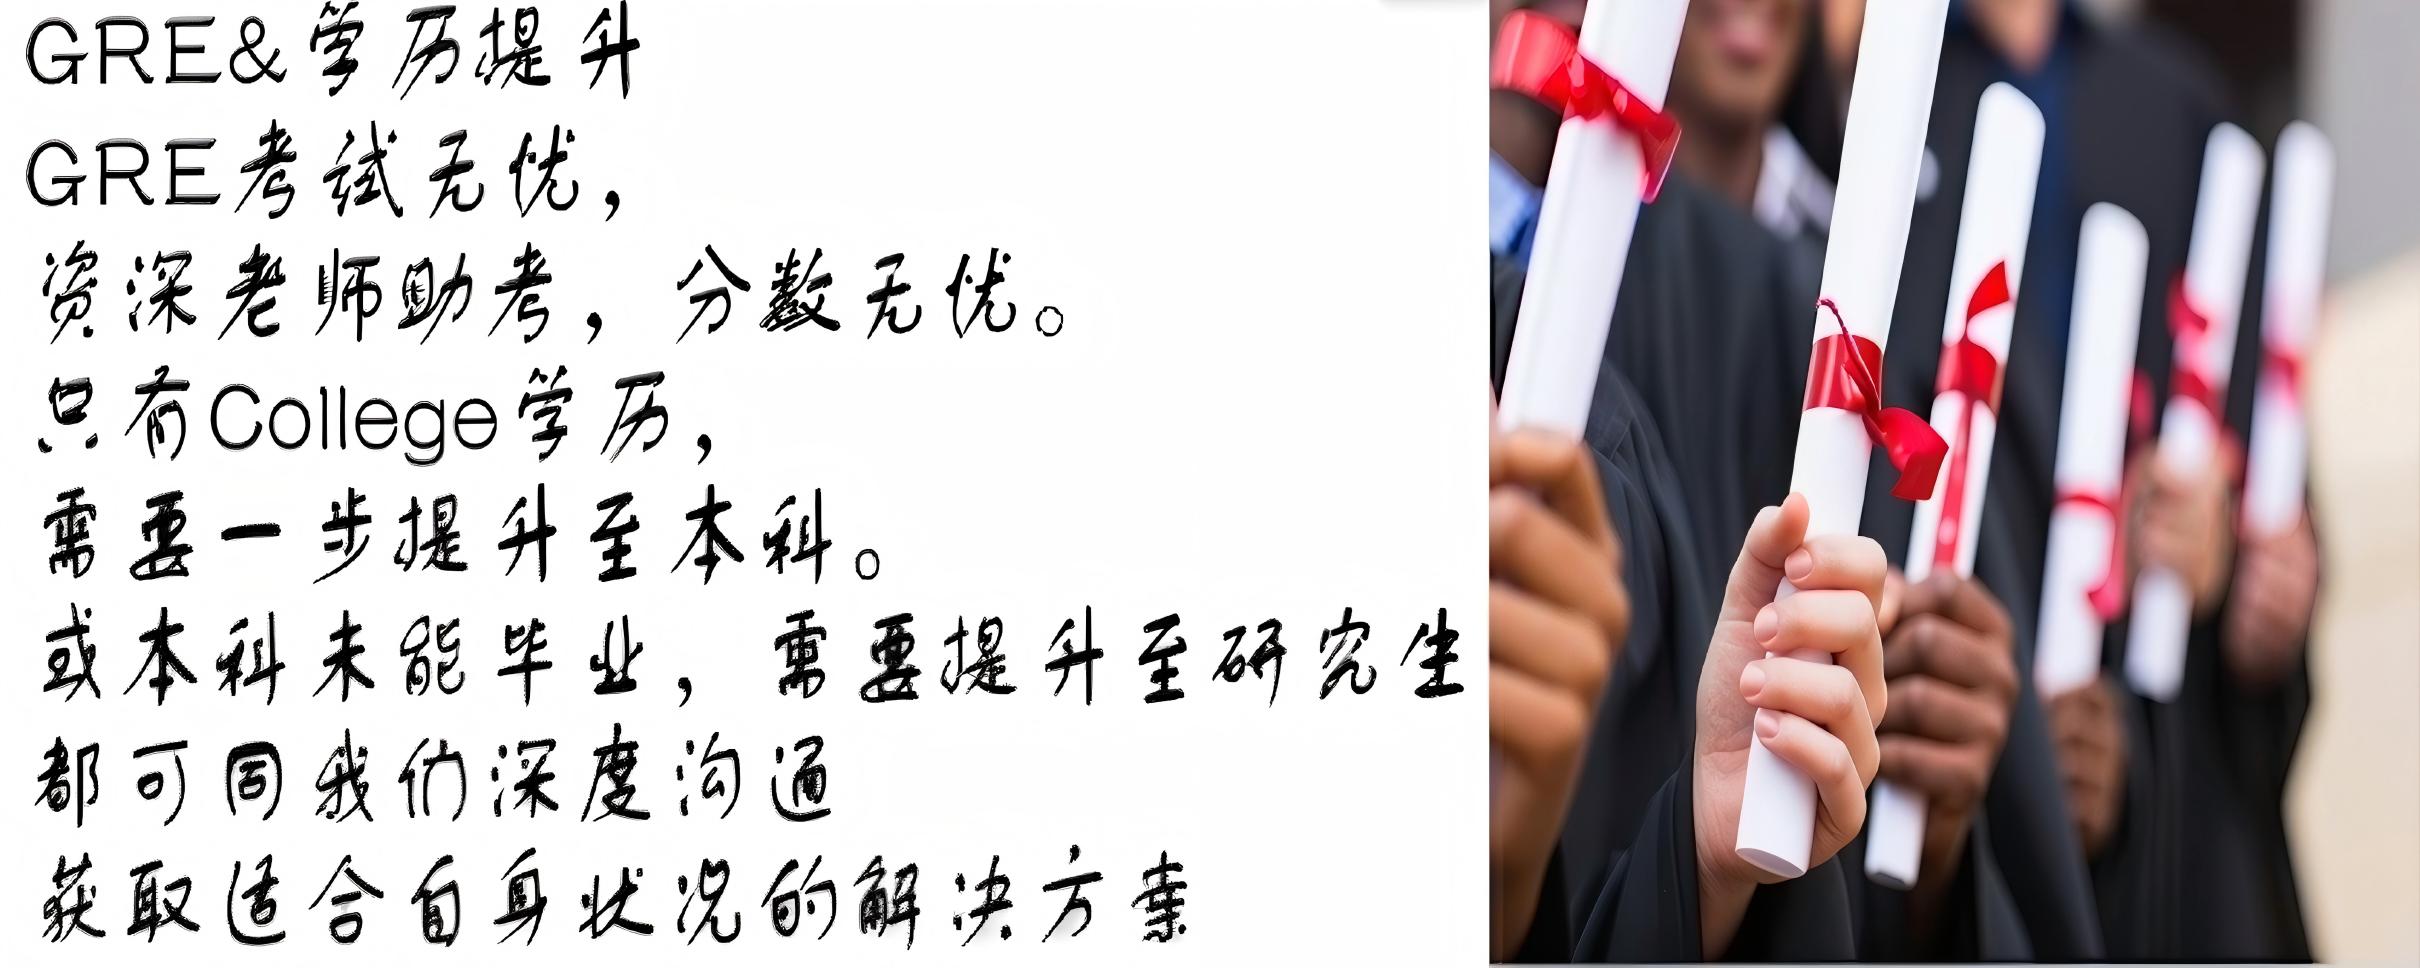 GRE&学历提升
GRE考试无忧，
资深老师助考，分数无忧。
只有College学历，
需要一步提升至本科。
或本科未能毕业，需要提升至研究生
都可同我们深度沟通
获取适合自身状况的解决方案